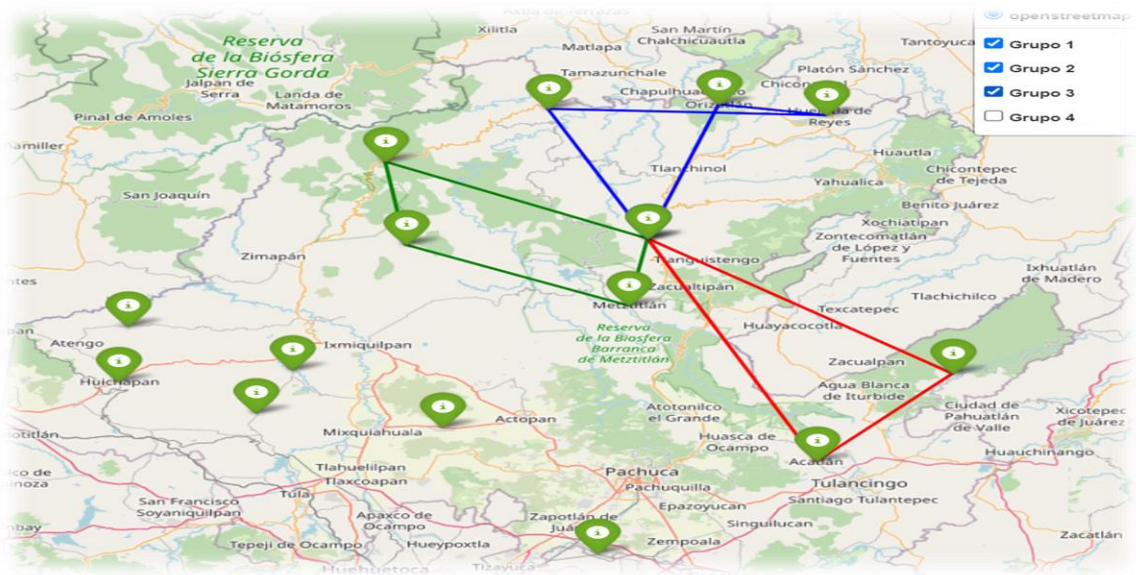 Axtla de Terrazas
Xilitla
San Martín
Chalchicuautla
Matlapa
Tantoyuca
openstreetmap
Grupo 1
Grupo 2
Grupo 3
Grupo 4
Reserva
de la Biósfera
Sierra Gorda
Jalpan de
Serra
Landa de
Matamoros
Pinal de Amoles
Tamazunchale
Platón Sánchez
Orizatlán
Reyes
Huautla
Chicontepec
de Tejeda
Tlanchinol
Yahualica
San Joaquín
Benito Juárez
Xochiatipan
Zontecomatlán
de López y
Fuentes
Zimapán
Tianguistengo
Ixhuatlán
de Madero
Zacualtipán
Metztitlán
Tlachichilco
Texcatepec
Huayacocotla
Reserva
de la Biosfera
Barranca
de Metztitlán
Atengo
Ixmiquilpan
Zacualpan
Huichapan
Agua Blanca
de Iturbide
Atotonilco
el Grande
Actopan
Ciudad de
Pahuatlán
de Valle
Xicotepec
de Juárez
Mixquiahuala
Huasca de
Ocampo
Huauchinango
Acatlán
Tlahuelilpan
Tlaxcoapan
Pachuca
Pachuquilla
Tulancingo
Santiago Tulantepec
Tula
San Francisco
Soyaniquilpan
Epazoyucan
Apaxco de
Ocampo
Zapotlán de
Singuilucan
Tepeji de Ocampo
Hueypoxtla
Zempoala
Zacatlán
Huehuetoca
Tizayuca